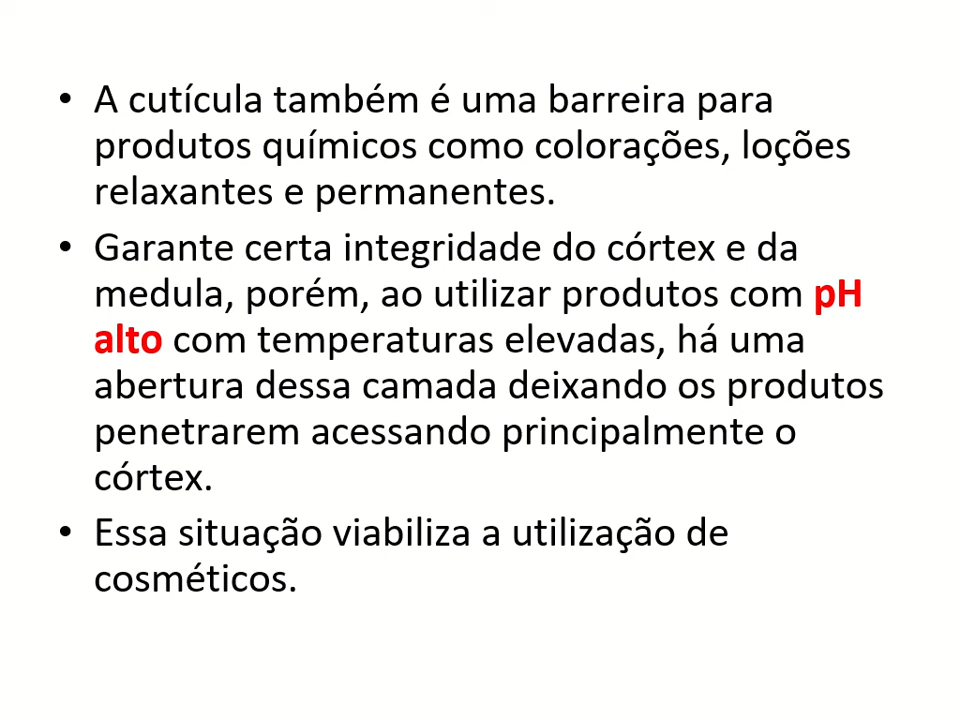 • A cutícula também é uma barreira para
produtos químicos como colorações, loções
relaxantes e permanentes.
• Garante certa integridade do córtex e da
medula, porém, ao utilizar produtos com pH
alto com temperaturas elevadas, há uma
abertura dessa camada deixando os produtos
penetrarem acessando principalmente o
córtex.
• Essa situação viabiliza a utilização de
cosméticos.